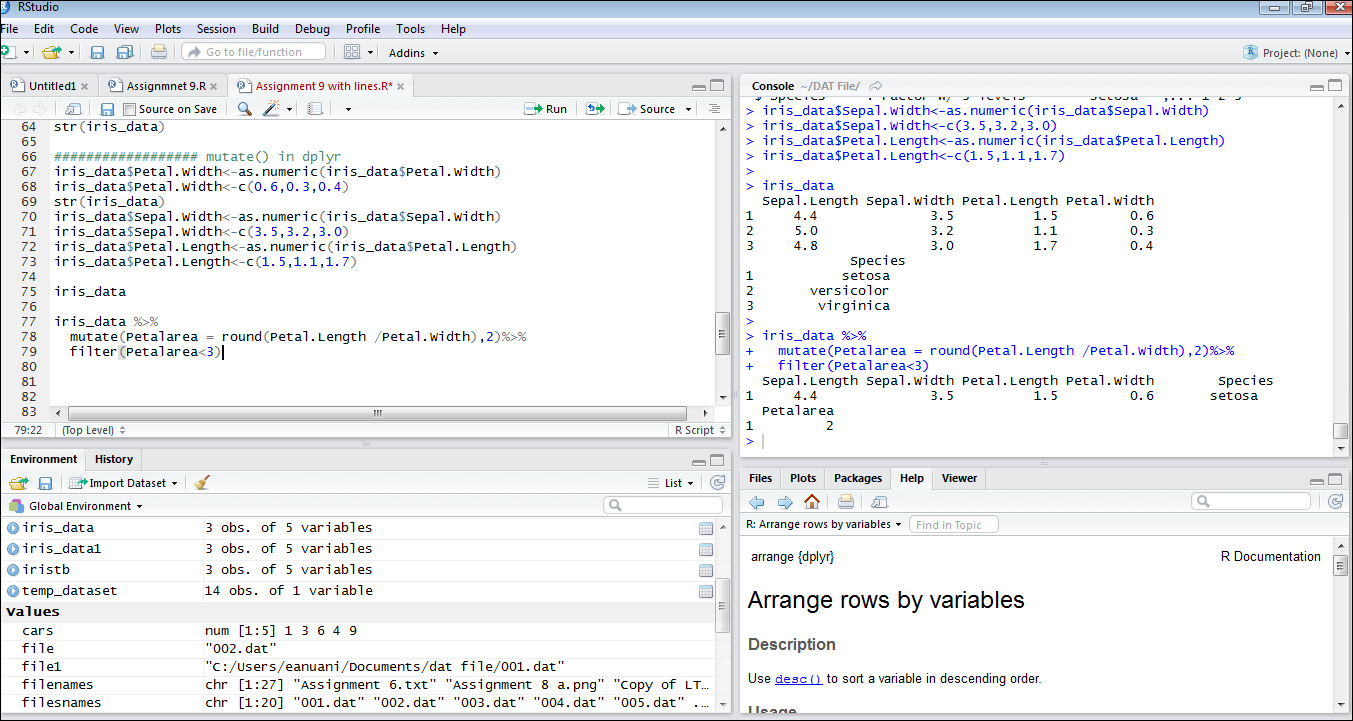 RStudio
File Edit Code View Plots Session Build Debug Profile Tools Help
Go to file/function Addins Project: (None)
Untitled1 Assignmnet 9.R Assignment 9 with lines.R*
Source on Save Run Source
64 str(iris_data)
65
66 ################## mutate() in dplyr
67 iris_data$Petal.Width<-as.numeric(iris_data$Petal.Width)
68 iris_data$Petal.Width<-c(0.6,0.3,0.4)
69 str(iris_data)
70 iris_data$Sepal.Width<-as.numeric(iris_data$Sepal.Width)
71 iris_data$Sepal.Width<-c(3.5,3.2,3.0)
72 iris_data$Petal.Length<-as.numeric(iris_data$Petal.Length)
73 iris_data$Petal.Length<-c(1.5,1.1,1.7)
74
75 iris_data
76
77 iris_data %>%
78 mutate(Petalarea = round(Petal.Length /Petal.Width),2)%>%
79 filter(Petalarea<3)
80
81
82
83
79:22 (Top Level) R Script
Console ~/DAT File/
> iris_data$Sepal.Width<-as.numeric(iris_data$Sepal.Width)
> iris_data$Sepal.Width<-c(3.5,3.2,3.0)
> iris_data$Petal.Length<-as.numeric(iris_data$Petal.Length)
> iris_data$Petal.Length<-c(1.5,1.1,1.7)
>
> iris_data
Sepal.Length Sepal.Width Petal.Length Petal.Width
1 4.4 3.5 1.5 0.6
2 5.0 3.2 1.1 0.3
3 4.8 3.0 1.7 0.4
Species
1 setosa
2 versicolor
3 virginica
>
> iris_data %>%
+ mutate(Petalarea = round(Petal.Length /Petal.Width),2)%>%
+ filter(Petalarea<3)
Sepal.Length Sepal.Width Petal.Length Petal.Width Species
1 4.4 3.5 1.5 0.6 setosa
Petalarea
1 2
>
Environment History
Import Dataset List
Global Environment
iris_data 3 obs. of 5 variables
iris_data1 3 obs. of 5 variables
iristb 3 obs. of 5 variables
temp_dataset 14 obs. of 1 variable
Values
cars num [1:5] 1 3 6 4 9
file "002.dat"
file1 "C:/Users/eanuani/Documents/dat file/001.dat"
filenames chr [1:27] "Assignment 6.txt" "Assignment 8 a.png" "Copy of LT…
filesnames chr [1:20] "001.dat" "002.dat" "003.dat" "004.dat" "005.dat" …
Files Plots Packages Help Viewer
R: Arrange rows by variables Find in Topic
arrange {dplyr} R Documentation
Arrange rows by variables
Description
Use desc() to sort a variable in descending order.
Usage